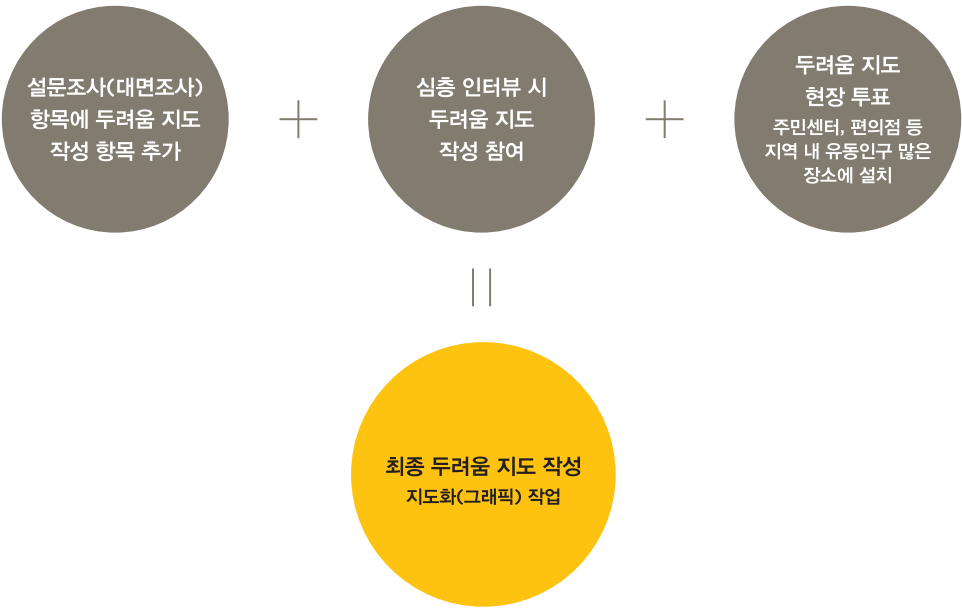 설문조사(대면조사)
항목에 두려움 지도
작성 항목 추가
심층 인터뷰 시
두려움 지도
작성 참여
두려움 지도
현장 투표
주민센터, 편의점 등
지역 내 유동인구 많은
장소에 설치
최종 두려움 지도 작성
지도화(그래픽) 작업